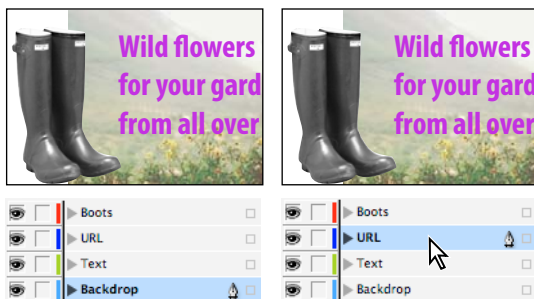 Wild flowers
for your gard
from all over
Boots
URL
Text
Backdrop
Wild flowers
for your gard
from all over
Boots
URL
Text
Backdrop